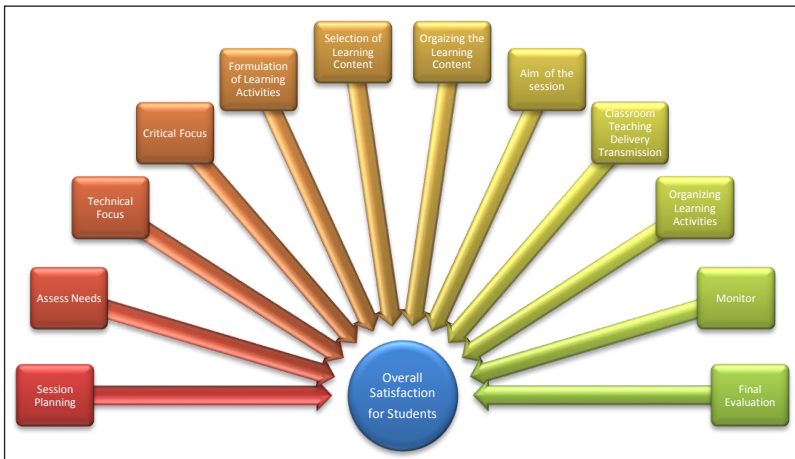 Session
Planning
Assess Needs
Technical
Focus
Critical Focus
Formulation
of Learning
Activities
Selection of
Learning
Content
Orgaizing the
Learning
Content
Aim of the
session
Classroom
Teaching
Delivery
Transmission
Organizing
Learning
Activities
Monitor
Final
Evaluation
Overall
Satisfaction
for Students